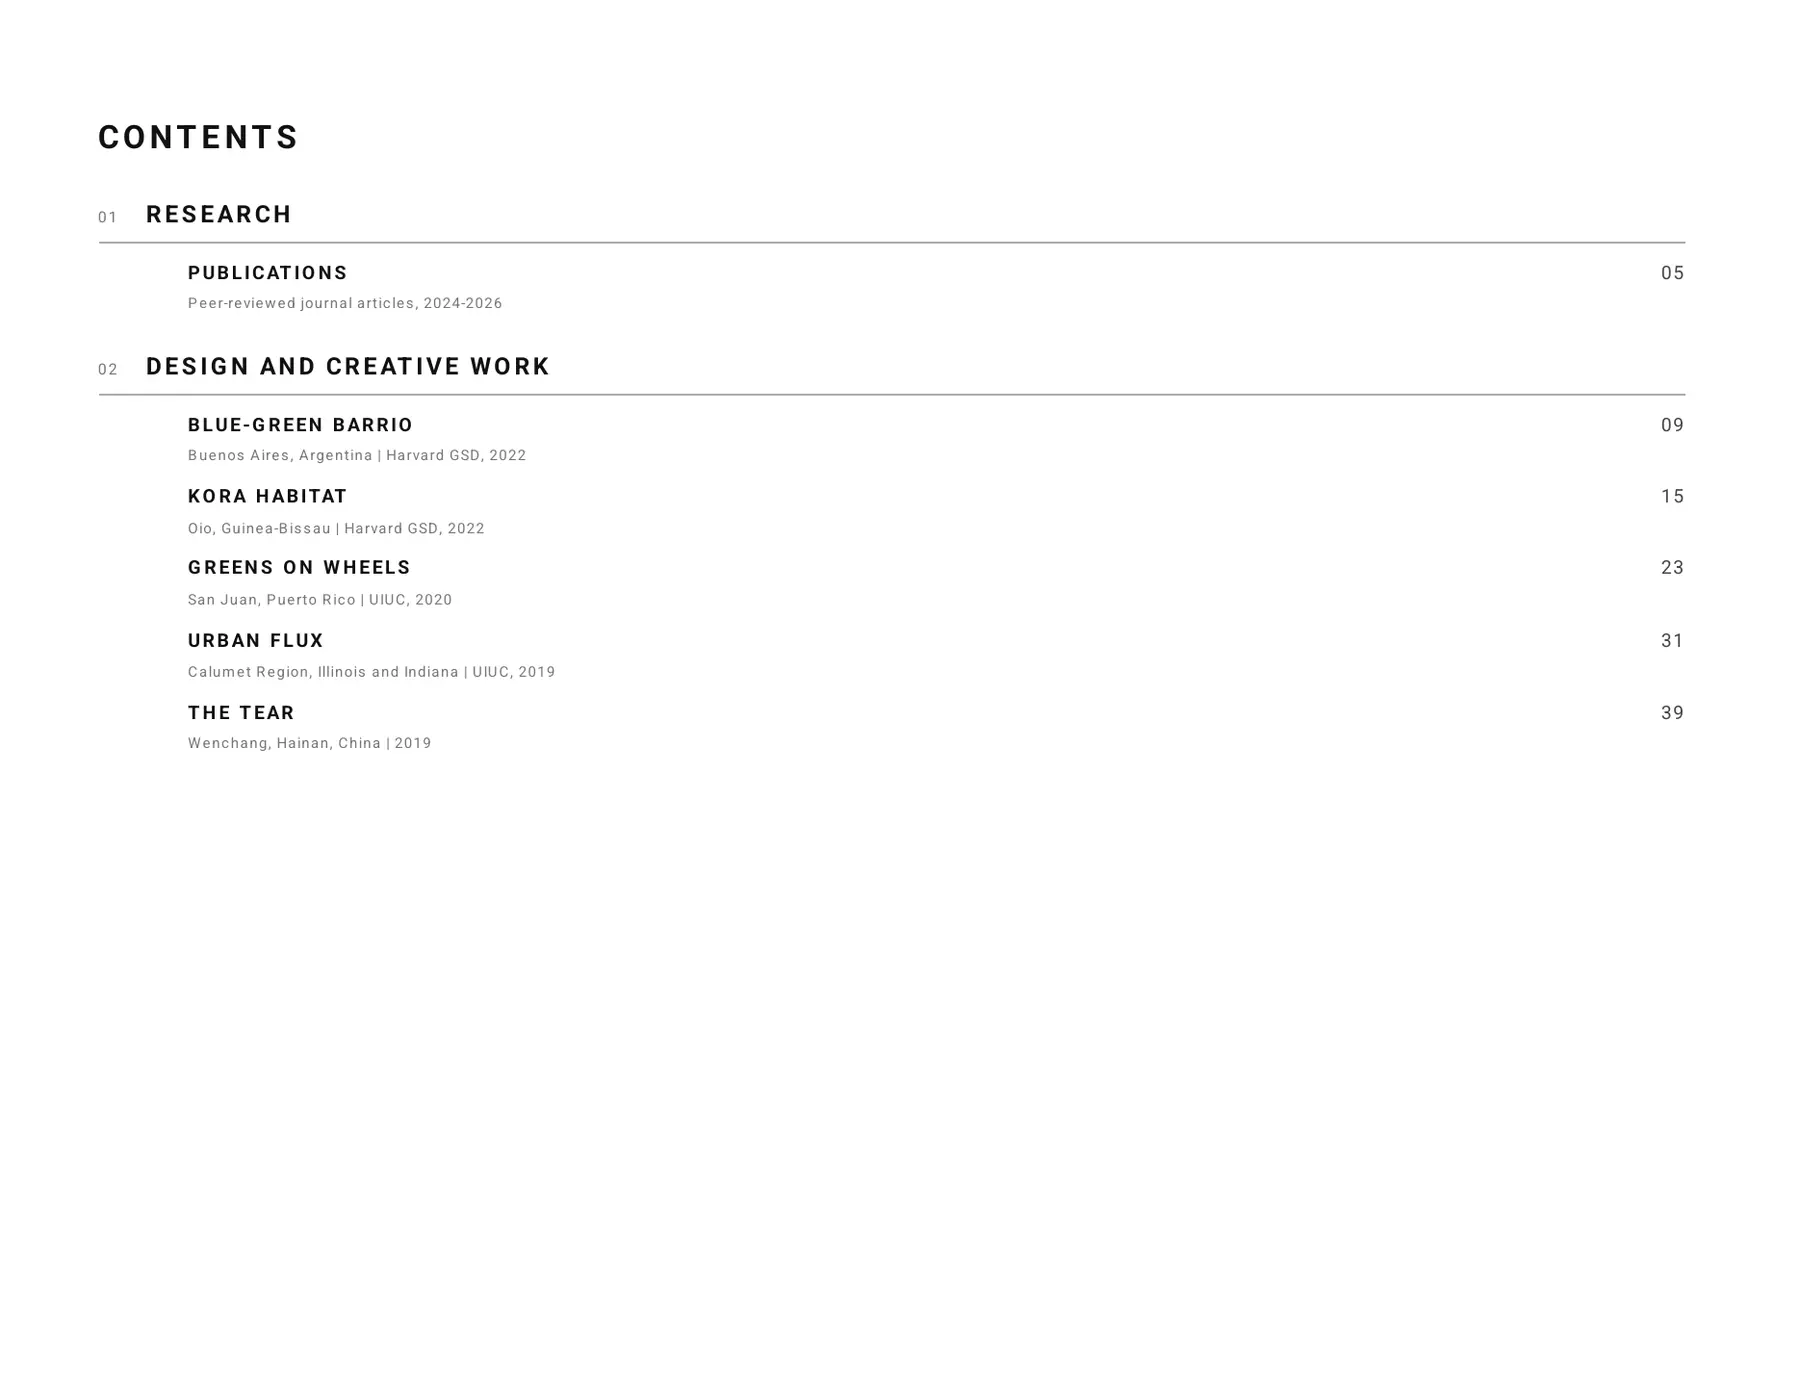 CONTENTS
01 RESEARCH
PUBLICATIONS 05
Peer-reviewed journal articles, 2024-2026
02 DESIGN AND CREATIVE WORK
BLUE-GREEN BARRIO 09
Buenos Aires, Argentina | Harvard GSD, 2022
KORA HABITAT 15
Oio, Guinea-Bissau | Harvard GSD, 2022
GREENS ON WHEELS 23
San Juan, Puerto Rico | UIUC, 2020
URBAN FLUX 31
Calumet Region, Illinois and Indiana | UIUC, 2019
THE TEAR 39
Wenchang, Hainan, China | 2019